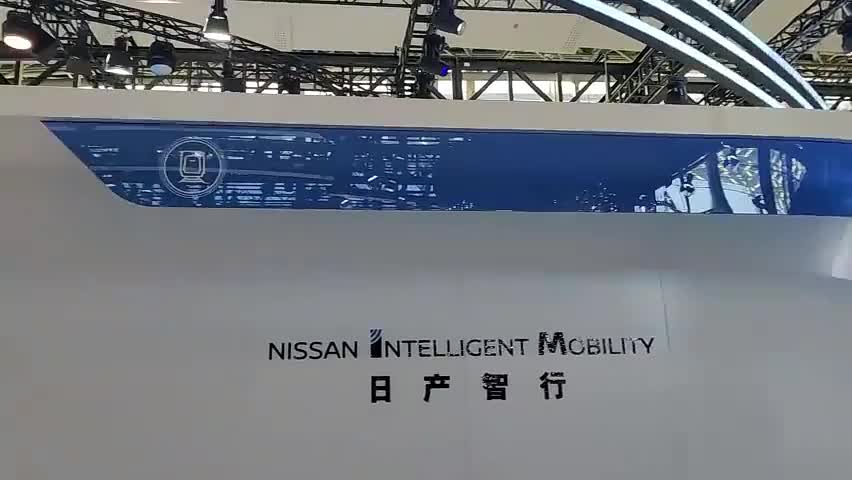 NISSAN INTELLIGENT MOBILITY
日产智行